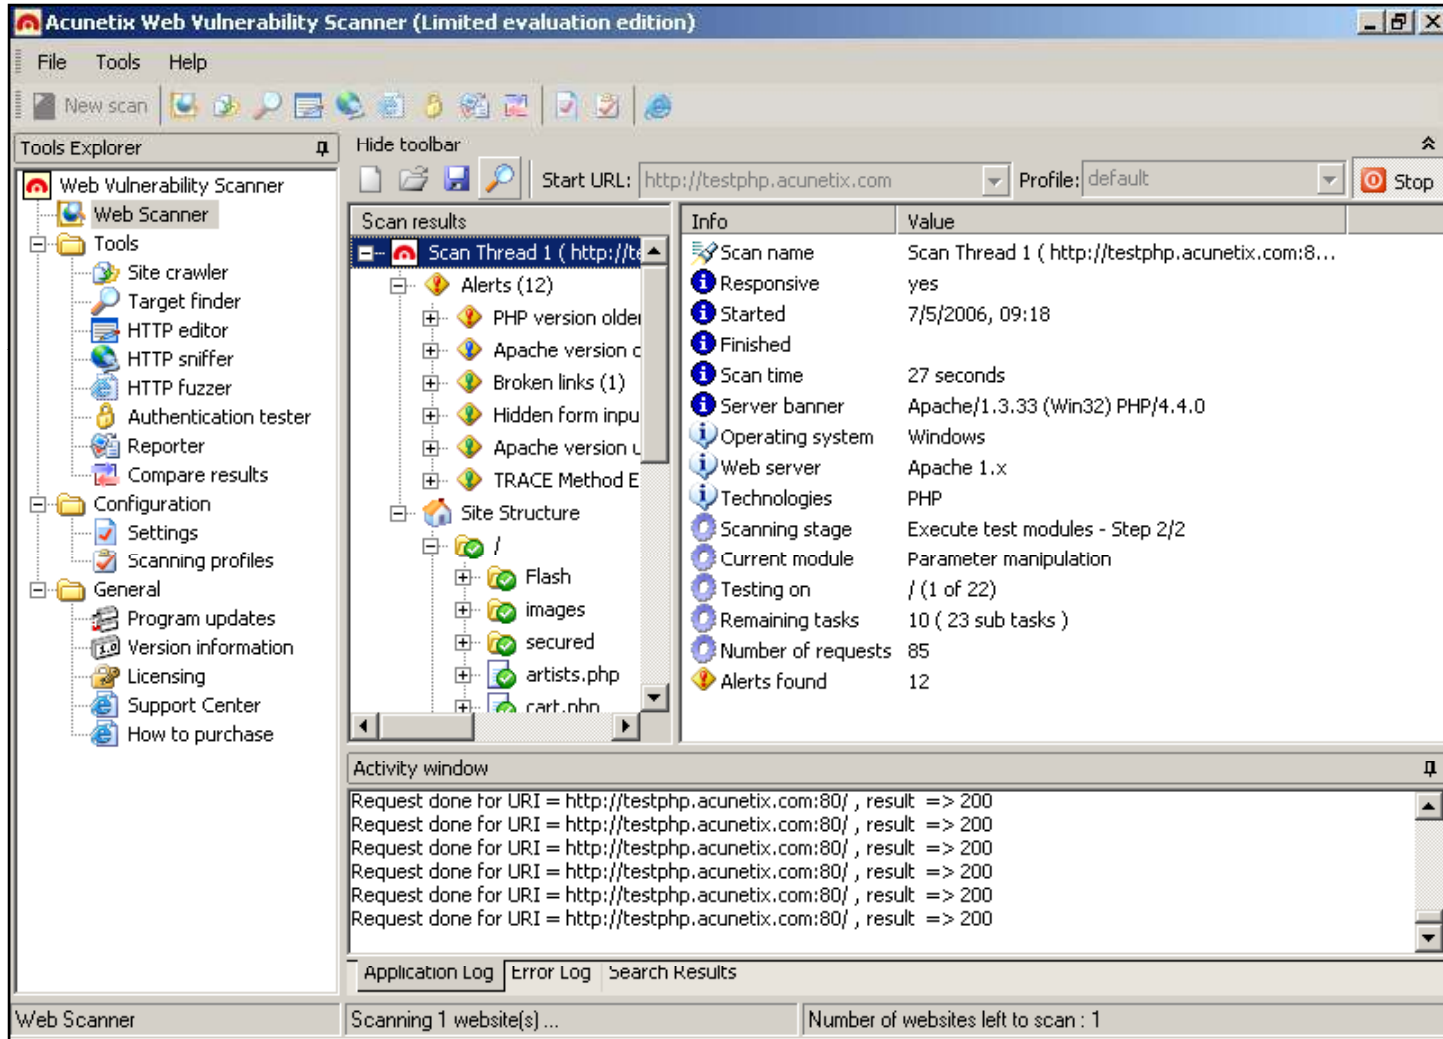 Acunetix Web Vulnerability Scanner (Limited evaluation edition)
File Tools Help
New scan
Tools Explorer
Web Vulnerability Scanner
Web Scanner
Tools
Site crawler
Target finder
HTTP editor
HTTP sniffer
HTTP fuzzer
Authentication tester
Reporter
Compare results
Configuration
Settings
Scanning profiles
General
Program updates
Version information
Licensing
Support Center
How to purchase
Hide toolbar
Start URL: http://testphp.acunetix.com Profile: default Stop
Scan results
Scan Thread 1 ( http://te
Alerts (12)
PHP version older
Apache version
Broken links (1)
Hidden form inpu
Apache version
TRACE Method E
Site Structure
/
Flash
images
secured
artists.php
cart.php
Info Value
Scan name Scan Thread 1 ( http://testphp.acunetix.com:8...
Responsive yes
Started 7/5/2006, 09:18
Finished
Scan time 27 seconds
Server banner Apache/1.3.33 (Win32) PHP/4.4.0
Operating system Windows
Web server Apache 1.x
Technologies PHP
Scanning stage Execute test modules - Step 2/2
Current module Parameter manipulation
Testing on / (1 of 22)
Remaining tasks 10 ( 23 sub tasks )
Number of requests 85
Alerts found 12
Activity window
Request done for URI = http://testphp.acunetix.com:80/ , result => 200
Request done for URI = http://testphp.acunetix.com:80/ , result => 200
Request done for URI = http://testphp.acunetix.com:80/ , result => 200
Request done for URI = http://testphp.acunetix.com:80/ , result => 200
Request done for URI = http://testphp.acunetix.com:80/ , result => 200
Request done for URI = http://testphp.acunetix.com:80/ , result => 200
Application Log Error Log Search Results
Web Scanner Scanning 1 website(s) ... Number of websites left to scan : 1